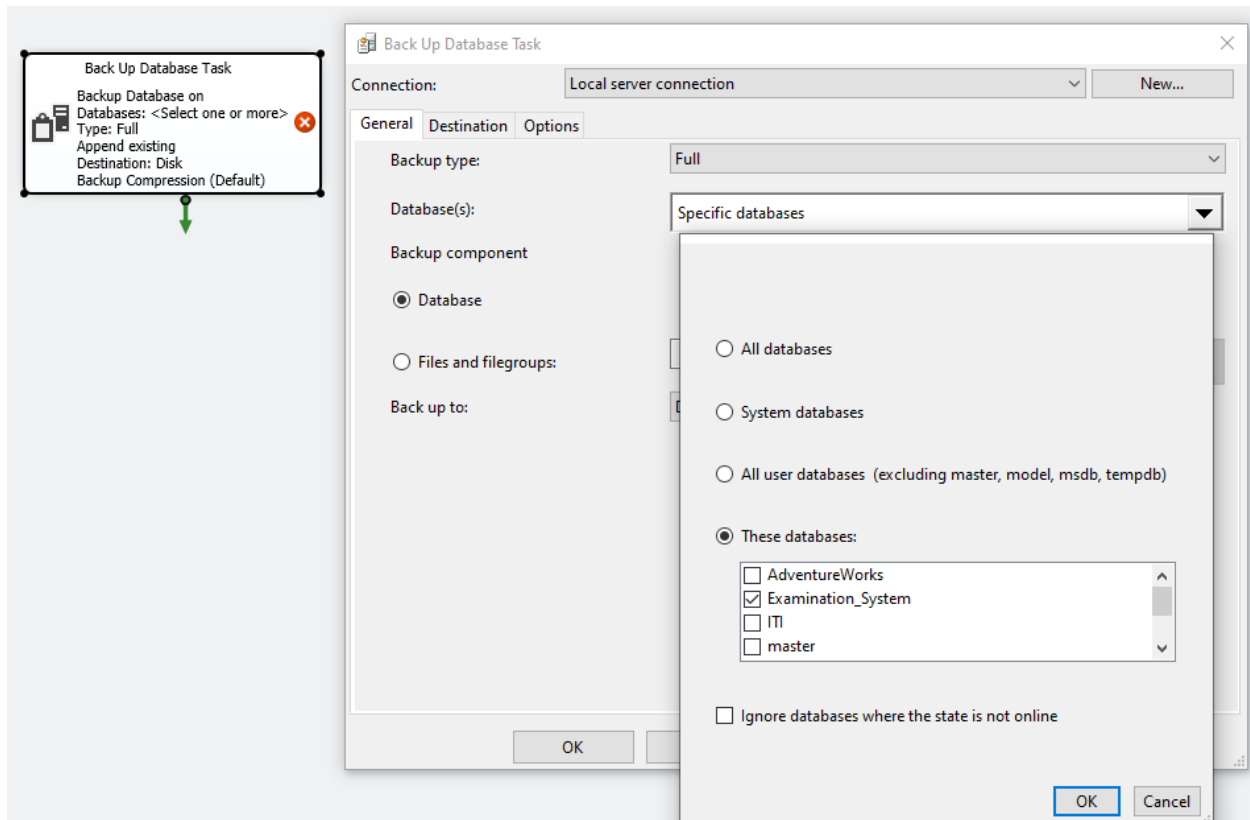 Back Up Database Task
Backup Database on
Databases: <Select one or more>
Type: Full
Append existing
Destination: Disk
Backup Compression (Default)
Back Up Database Task
Connection:
Local server connection
New...
General
Destination
Options
Backup type:
Full
Database(s):
Specific databases
Backup component
Database
Files and filegroups:
Back up to:
All databases
System databases
All user databases (excluding master, model, msdb, tempdb)
These databases:
AdventureWorks
Examination_System
ITI
master
Ignore databases where the state is not online
OK
OK
Cancel